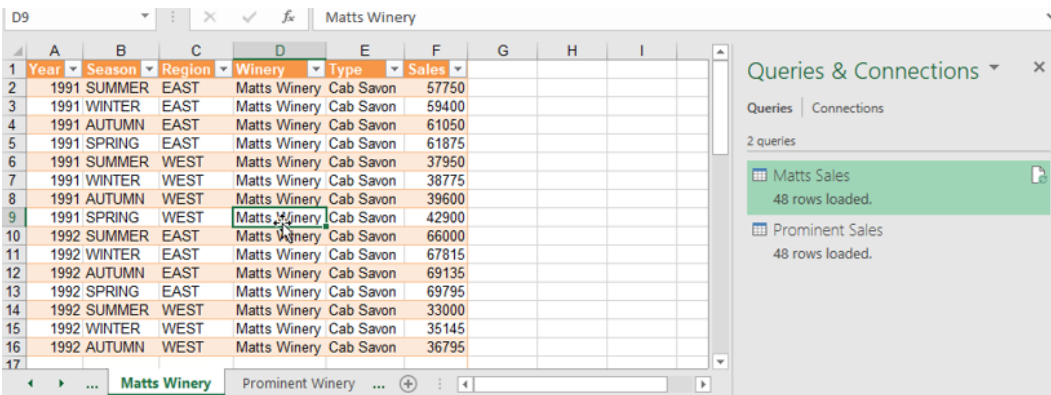 D9 fx Matts Winery
A B C D E F G H I
1 Year Season Region Winery Type Sales
2 1991 SUMMER EAST Matts Winery Cab Savon 57750
3 1991 WINTER EAST Matts Winery Cab Savon 59400
4 1991 AUTUMN EAST Matts Winery Cab Savon 61050
5 1991 SPRING EAST Matts Winery Cab Savon 61875
6 1991 SUMMER WEST Matts Winery Cab Savon 37950
7 1991 WINTER WEST Matts Winery Cab Savon 38775
8 1991 AUTUMN WEST Matts Winery Cab Savon 39600
9 1991 SPRING WEST Matts Winery Cab Savon 42900
10 1992 SUMMER EAST Matts Winery Cab Savon 66000
11 1992 WINTER EAST Matts Winery Cab Savon 67815
12 1992 AUTUMN EAST Matts Winery Cab Savon 69135
13 1992 SPRING EAST Matts Winery Cab Savon 69795
14 1992 SUMMER WEST Matts Winery Cab Savon 33000
15 1992 WINTER WEST Matts Winery Cab Savon 35145
16 1992 AUTUMN WEST Matts Winery Cab Savon 36795
17
... Matts Winery Prominent Winery ...
Queries & Connections
Queries | Connections
2 queries
Matts Sales
48 rows loaded.
Prominent Sales
48 rows loaded.